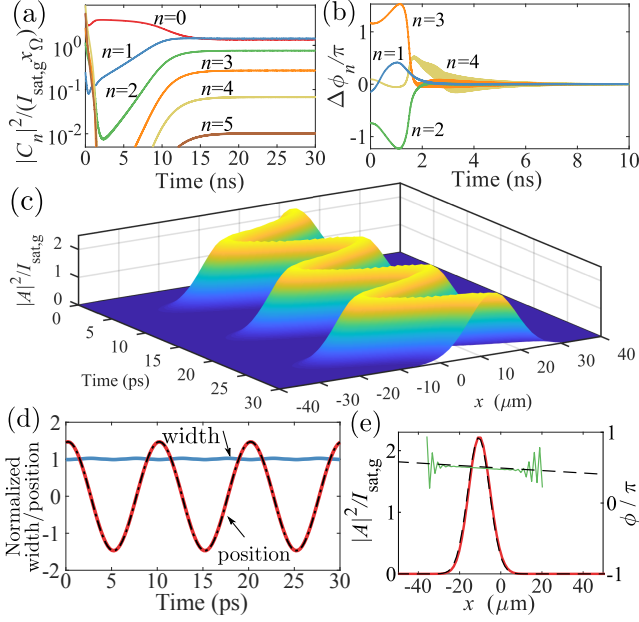 (a)
n=0
n=1
n=2
n=3
n=4
n=5
10^0
10^-1
10^-2
|C_n|^2/(I_sat,g x_Ω)
0 5 10 15 20 25 30
Time (ns)
(b)
n=3
n=1
n=4
n=2
1
0
-1
Δϕ_n/π
0 2 4 6 8 10
Time (ns)
(c)
2
1
0
|A|^2/I_sat,g
0
5
10
15
20
25
30
Time (ps)
-40 -30 -20 -10 0 10 20 30 40
x (μm)
(d)
width
position
2
1
0
-1
-2
Normalized
width/position
0 5 10 15 20 25 30
Time (ps)
(e)
2
1
0
|A|^2/I_sat,g
1
0
-1
ϕ/π
-20 0 20 50
x (μm)